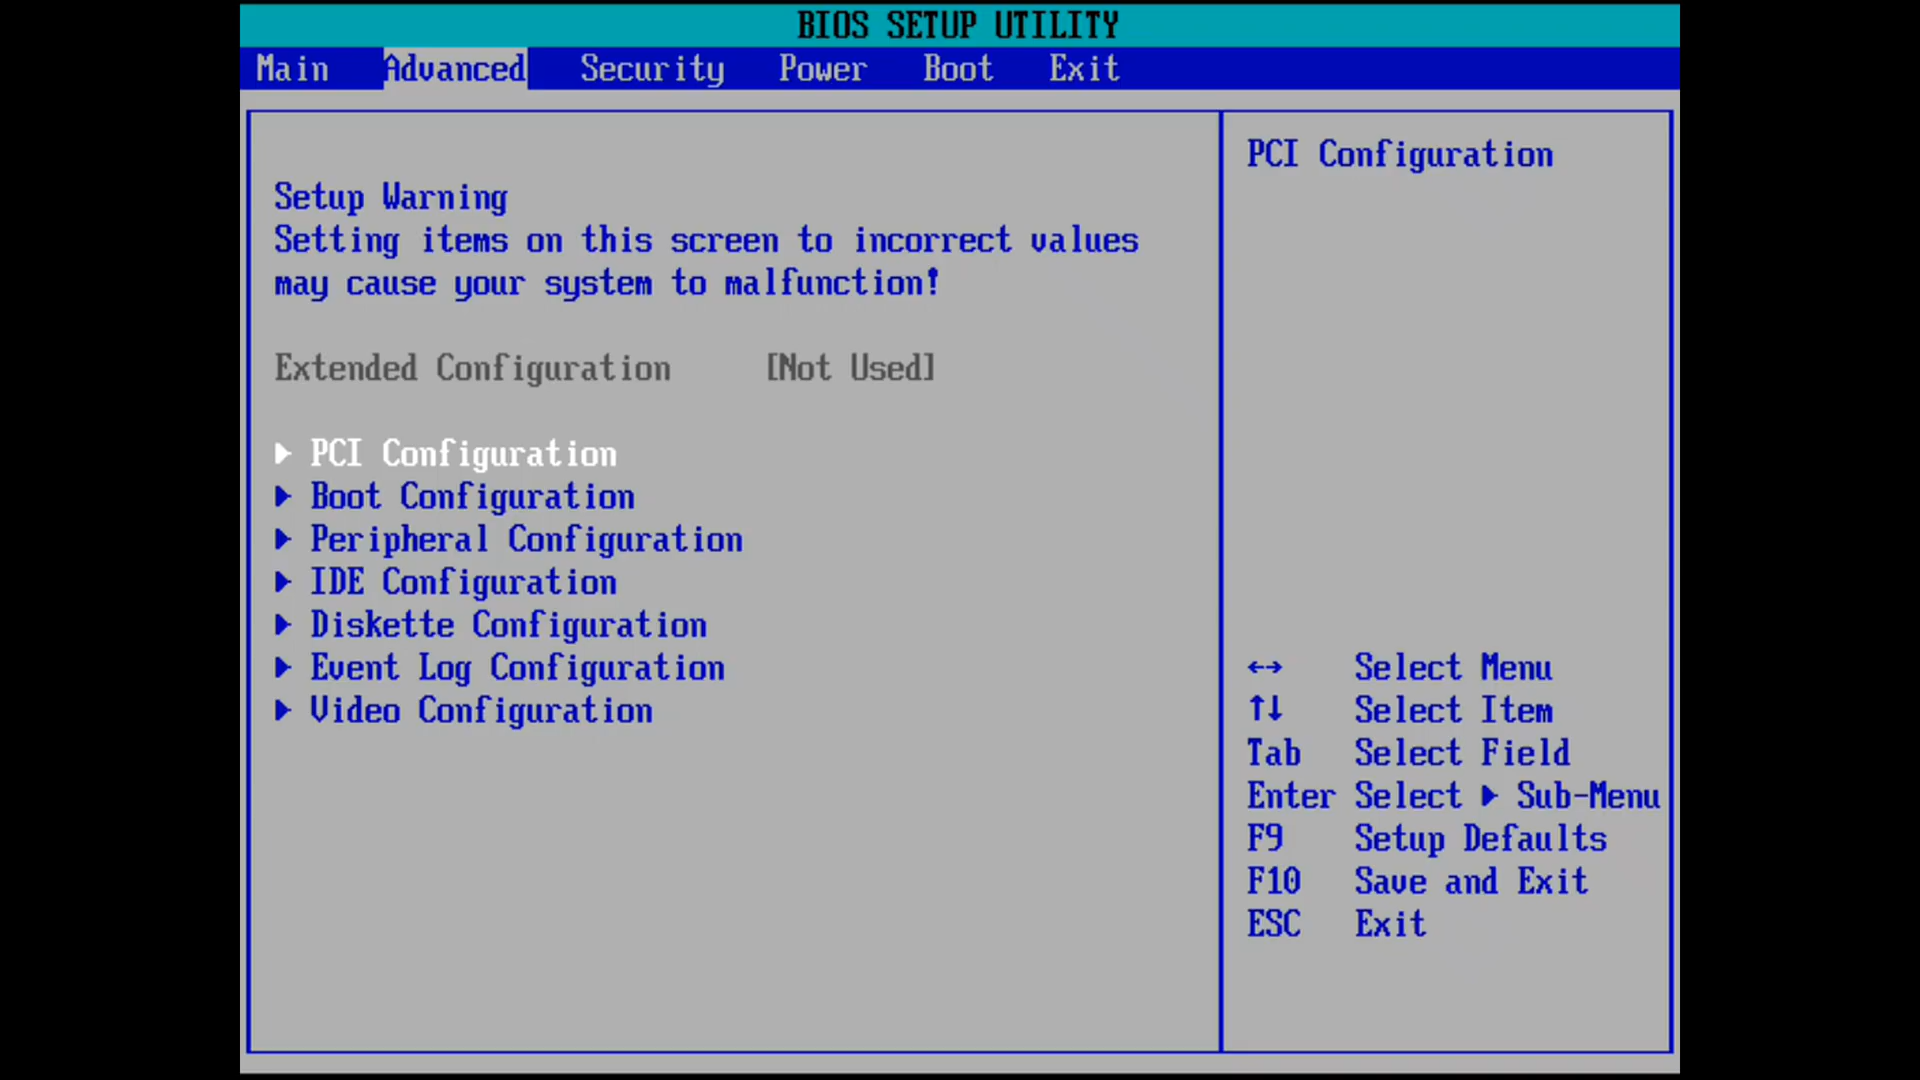 BIOS SETUP UTILITY
Main Advanced Security Power Boot Exit
Setup Warning
Setting items on this screen to incorrect values
may cause your system to malfunction!
Extended Configuration [Not Used]
PCI Configuration
Boot Configuration
Peripheral Configuration
IDE Configuration
Diskette Configuration
Event Log Configuration
Video Configuration
PCI Configuration
↔ Select Menu
↑↓ Select Item
Tab Select Field
Enter Select ▶ Sub-Menu
F9 Setup Defaults
F10 Save and Exit
ESC Exit